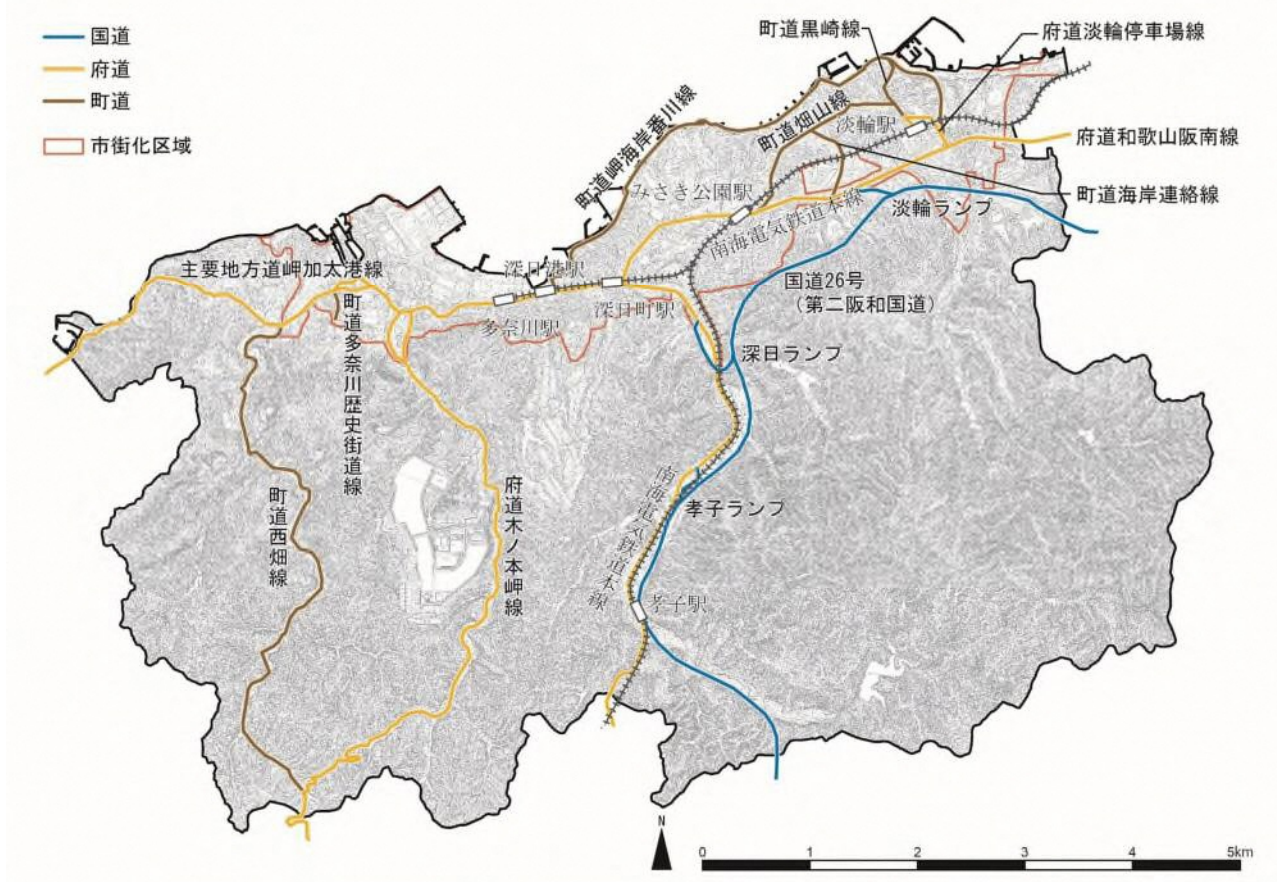 国道
府道
町道
市街化区域
町道黒崎線
府道淡輪停車場線
町道岬海岸番川線
町道畑山線
淡輪駅
府道和歌山阪南線
町道海岸連絡線
みさき公園駅
南海電気鉄道本線
淡輪ランプ
主要地方道岬加太港線
深日港駅
国道26号
(第二阪和国道)
多奈川駅
深日町駅
深日ランプ
町道多奈川歴史街道線
町道西畑線
府道木ノ本岬線
南海電気鉄道本線
孝子ランプ
孝子駅
N
0 1 2 3 4 5km